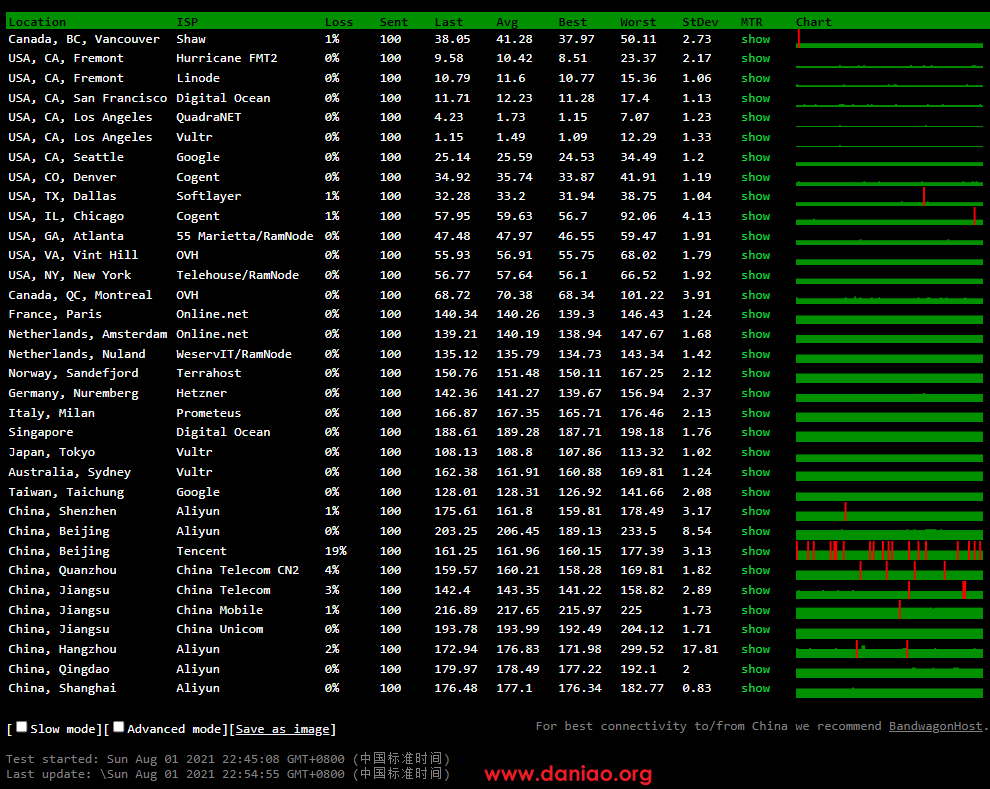 Location ISP Loss Sent Last Avg Best Worst StDev MTR Chart
Canada, BC, Vancouver Shaw 1% 100 38.05 41.28 37.97 50.11 2.73 show
USA, CA, Fremont Hurricane FMT2 0% 100 9.58 10.42 8.51 23.37 2.17 show
USA, CA, Fremont Linode 0% 100 10.79 11.6 10.77 15.36 1.06 show
USA, CA, San Francisco Digital Ocean 0% 100 11.71 12.23 11.28 17.4 1.13 show
USA, CA, Los Angeles QuadraNET 0% 100 4.23 1.73 1.15 7.07 1.23 show
USA, CA, Los Angeles Vultr 0% 100 1.15 1.49 1.09 12.29 1.33 show
USA, CA, Seattle Google 0% 100 25.14 25.59 24.53 34.49 1.2 show
USA, CO, Denver Cogent 0% 100 34.92 35.74 33.87 41.91 1.19 show
USA, TX, Dallas Softlayer 1% 100 32.28 33.2 31.94 38.75 1.04 show
USA, IL, Chicago Cogent 1% 100 57.95 59.63 56.7 92.06 4.13 show
USA, GA, Atlanta 55 Marietta/RamNode 0% 100 47.48 47.97 46.55 59.47 1.91 show
USA, VA, Vint Hill OVH 0% 100 55.93 56.91 55.75 68.02 1.79 show
USA, NY, New York Telehouse/RamNode 0% 100 56.77 57.64 56.1 66.52 1.92 show
Canada, QC, Montreal OVH 0% 100 68.72 70.38 68.34 101.22 3.91 show
France, Paris Online.net 0% 100 140.34 140.26 139.3 146.43 1.24 show
Netherlands, Amsterdam Online.net 0% 100 139.21 140.19 138.94 147.67 1.68 show
Netherlands, Nuland WeservIT/RamNode 0% 100 135.12 135.79 134.73 143.34 1.42 show
Norway, Sandefjord Terrahost 0% 100 150.76 151.48 150.11 167.25 2.12 show
Germany, Nuremberg Hetzner 0% 100 142.36 141.27 139.67 156.94 2.37 show
Italy, Milan Prometeus 0% 100 166.87 167.35 165.71 176.46 2.13 show
Singapore Digital Ocean 0% 100 188.61 189.28 187.71 198.18 1.76 show
Japan, Tokyo Vultr 0% 100 108.13 108.8 107.86 113.32 1.02 show
Australia, Sydney Vultr 0% 100 162.38 161.91 160.88 169.81 1.24 show
Taiwan, Taichung Google 0% 100 128.01 128.31 126.92 141.66 2.08 show
China, Shenzhen Aliyun 1% 100 175.61 161.8 159.81 178.49 3.17 show
China, Beijing Aliyun 0% 100 203.25 206.45 189.13 233.5 8.54 show
China, Beijing Tencent 19% 100 161.25 161.96 160.15 177.39 3.13 show
China, Quanzhou China Telecom CN2 4% 100 159.57 160.21 158.28 169.81 1.82 show
China, Jiangsu China Telecom 3% 100 142.4 143.35 141.22 158.82 2.89 show
China, Jiangsu China Mobile 1% 100 216.89 217.65 215.97 225 1.73 show
China, Jiangsu China Unicom 0% 100 193.78 193.99 192.49 204.12 1.71 show
China, Hangzhou Aliyun 2% 100 172.94 176.83 171.98 299.52 17.81 show
China, Qingdao Aliyun 0% 100 179.97 178.49 177.22 192.1 2 show
China, Shanghai Aliyun 0% 100 176.48 177.1 176.34 182.77 0.83 show
[Slow mode][Advanced mode][Save as image] For best connectivity to/from China we recommend BandwagonHost.
Test started: Sun Aug 01 2021 22:45:08 GMT+0800 (中国标准时间)
Last update: \Sun Aug 01 2021 22:54:55 GMT+0800 (中国标准时间)
www.daniao.org